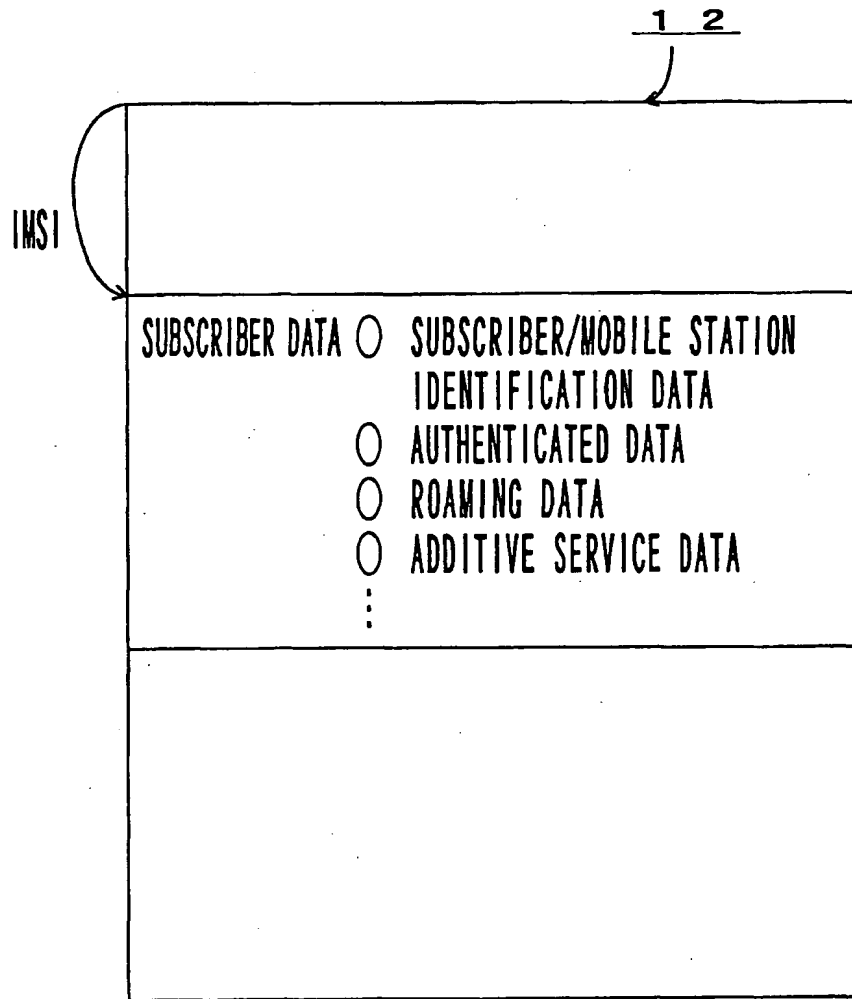 1 2
IMSI
SUBSCRIBER DATA ○ SUBSCRIBER/MOBILE STATION
IDENTIFICATION DATA
○ AUTHENTICATED DATA
○ ROAMING DATA
○ ADDITIVE SERVICE DATA
⋮